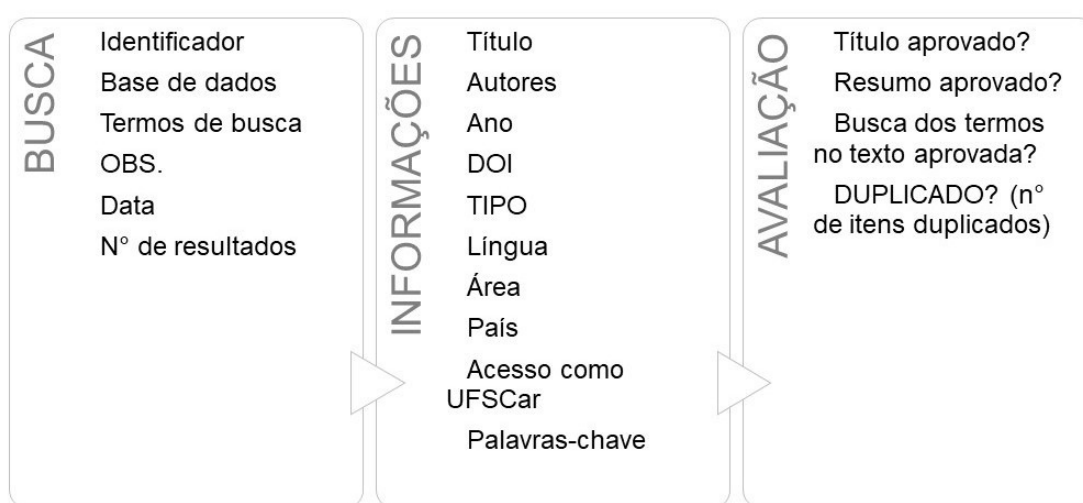 BUSCA
Identificador
Base de dados
Termos de busca
OBS.
Data
N° de resultados
INFORMAÇÕES
Título
Autores
Ano
DOI
TIPO
Língua
Área
País
Acesso como
UFSCar
Palavras-chave
AVALIAÇÃO
Título aprovado?
Resumo aprovado?
Busca dos termos
no texto aprovada?
DUPLICADO? (n°
de itens duplicados)